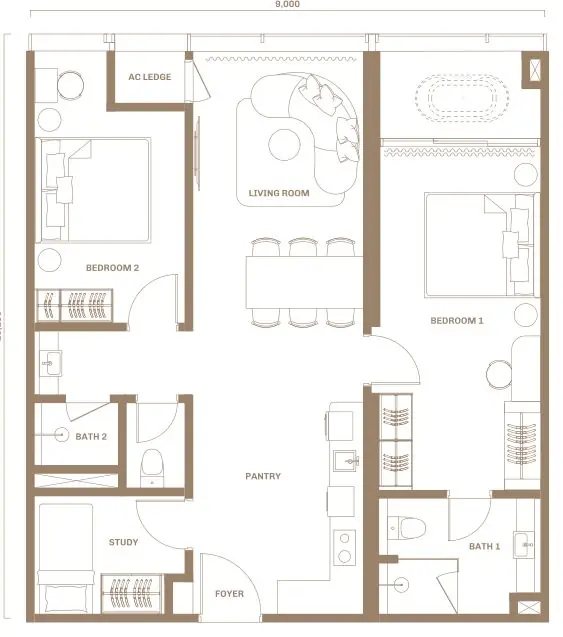 9,000
AC LEDGE
LIVING ROOM
BEDROOM 2
BEDROOM 1
BATH 2
PANTRY
STUDY
BATH 1
FOYER